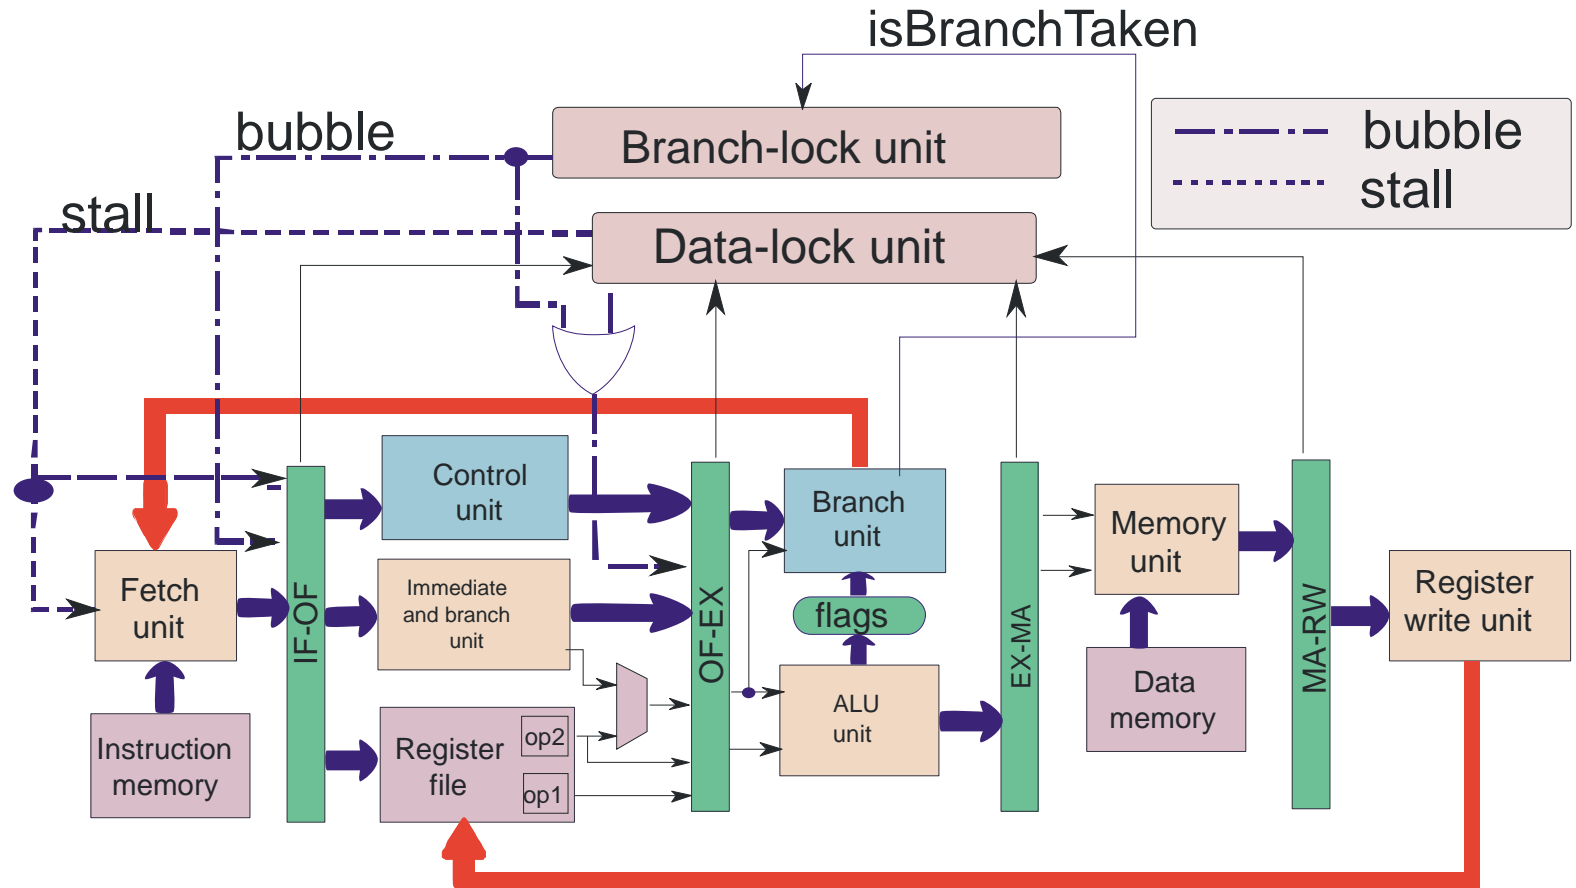 isBranchTaken
bubble
Branch-lock unit
bubble
stall
stall
Data-lock unit
Control
unit
Immediate
and branch
unit
Register
file
op2
op1
Fetch
unit
Instruction
memory
IF-OF
OF-EX
Branch
unit
flags
ALU
unit
EX-MA
Memory
unit
Data
memory
MA-RW
Register
write unit